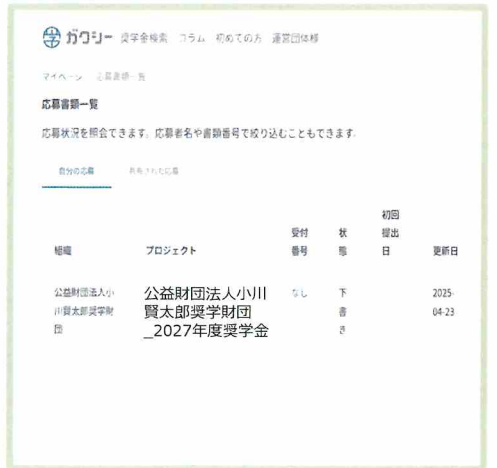 ガクシー 奨学金検索 コラム 初めての方 運営団体様
マイページ 応募書類一覧
応募書類一覧
応募状況を照会できます。応募者名や書類番号で絞り込むこともできます。
自分の応募 共有された応募
組織 プロジェクト 受付番号 状態 初回提出日 更新日
公益財団法人小川賢太郎奨学財団
公益財団法人小川
賢太郎奨学財団
_2027年度奨学金
なし 下書き 2025-04-23